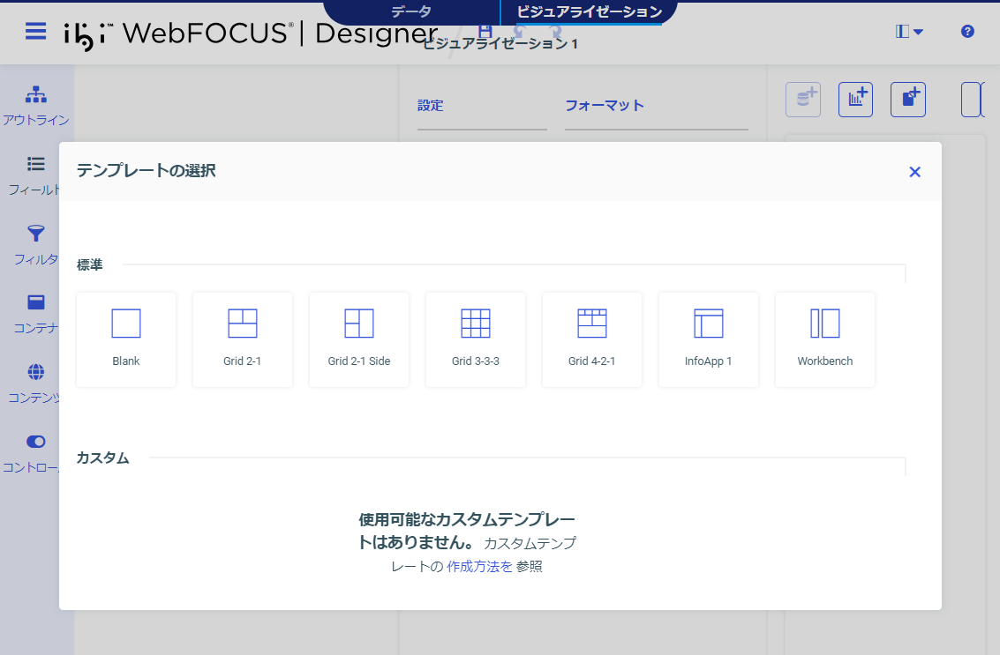 データ
ビジュアライゼーション
ibi™ WebFOCUS® | Designer
ビジュアライゼーション 1
設定
フォーマット
アウトライン
フィールド
フィルタ
コンテナ
コンテンツ
コントロール
テンプレートの選択
標準
Blank
Grid 2-1
Grid 2-1 Side
Grid 3-3-3
Grid 4-2-1
InfoApp 1
Workbench
カスタム
使用可能なカスタムテンプレー
トはありません。 カスタムテンプ
レートの 作成方法を 参照